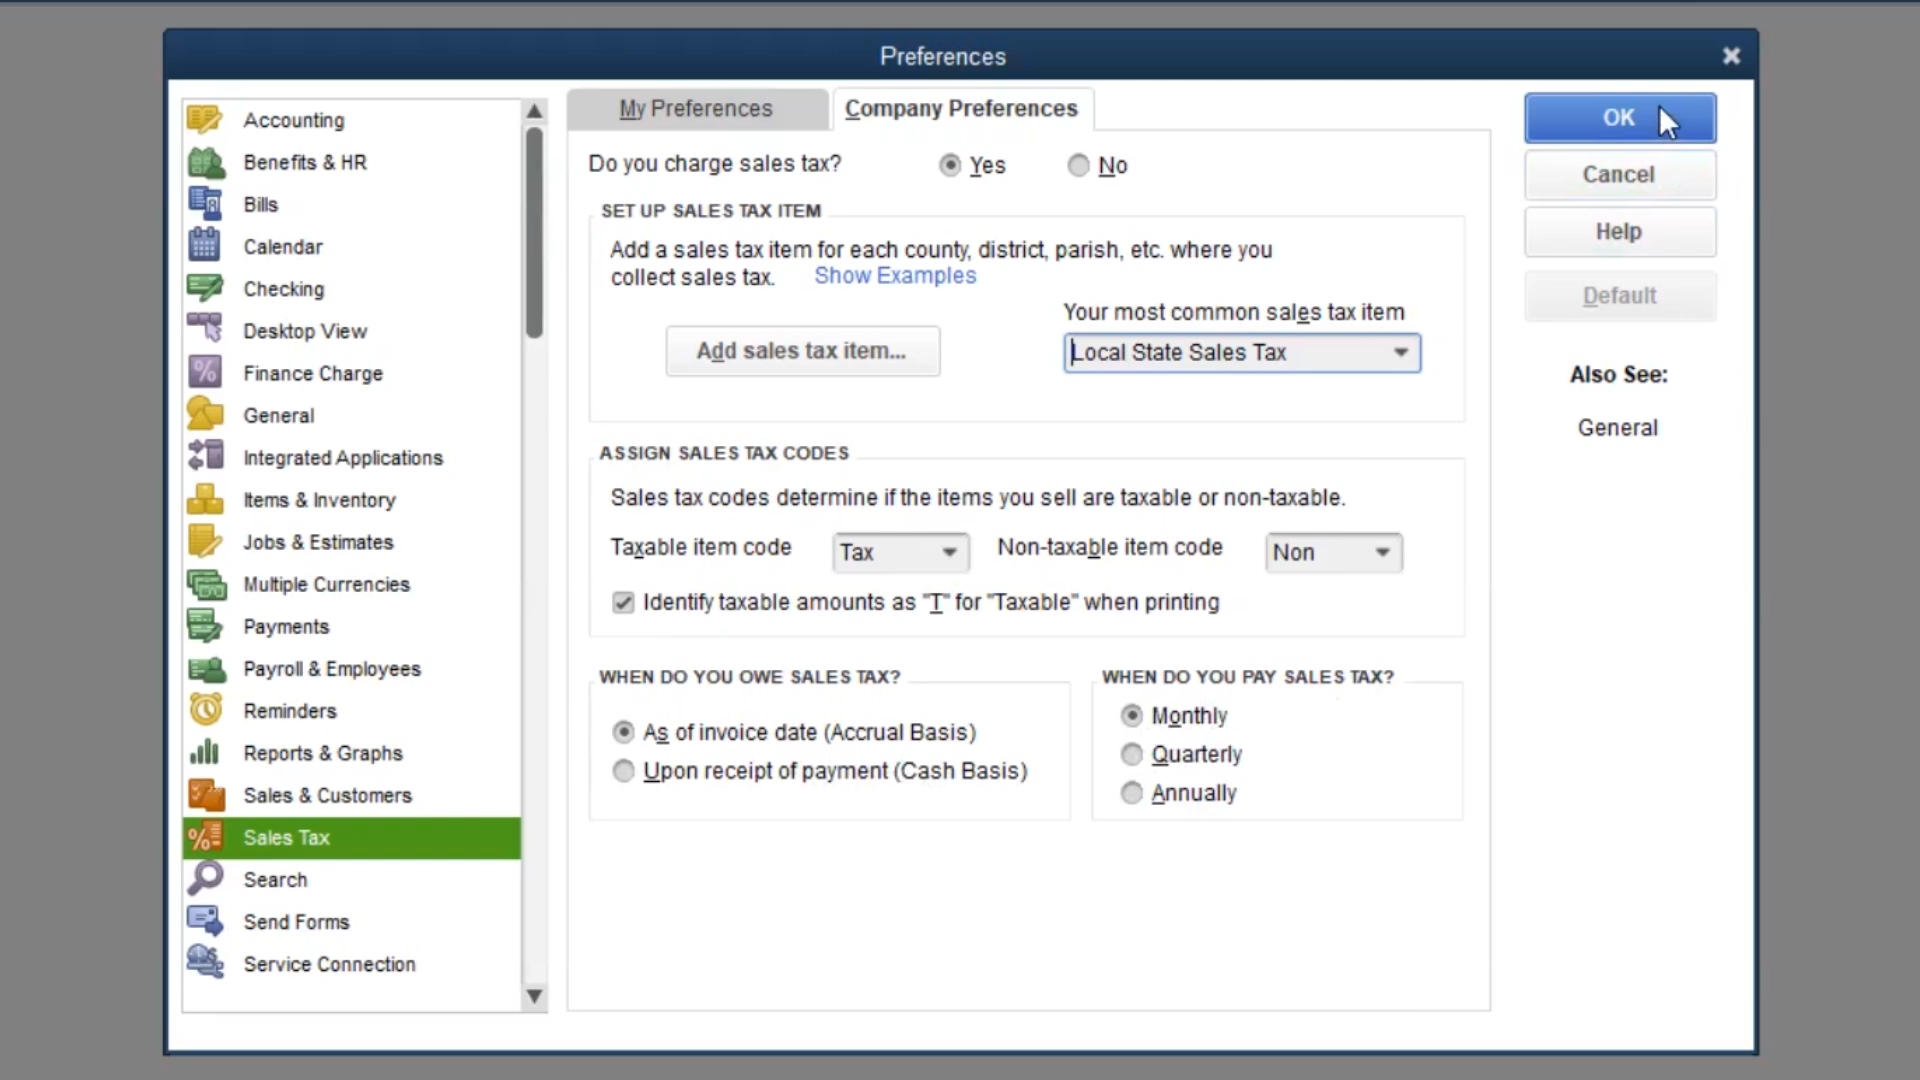 Preferences
Accounting
Benefits & HR
Bills
Calendar
Checking
Desktop View
Finance Charge
General
Integrated Applications
Items & Inventory
Jobs & Estimates
Multiple Currencies
Payments
Payroll & Employees
Reminders
Reports & Graphs
Sales & Customers
Sales Tax
Search
Send Forms
Service Connection
My Preferences
Company Preferences
Do you charge sales tax? Yes No
SET UP SALES TAX ITEM
Add a sales tax item for each county, district, parish, etc. where you
collect sales tax. Show Examples
Your most common sales tax item
Add sales tax item...
Local State Sales Tax
ASSIGN SALES TAX CODES
Sales tax codes determine if the items you sell are taxable or non-taxable.
Taxable item code Tax Non-taxable item code Non
Identify taxable amounts as "T" for "Taxable" when printing
WHEN DO YOU OWE SALES TAX?
As of invoice date (Accrual Basis)
Upon receipt of payment (Cash Basis)
WHEN DO YOU PAY SALES TAX?
Monthly
Quarterly
Annually
OK
Cancel
Help
Default
Also See:
General